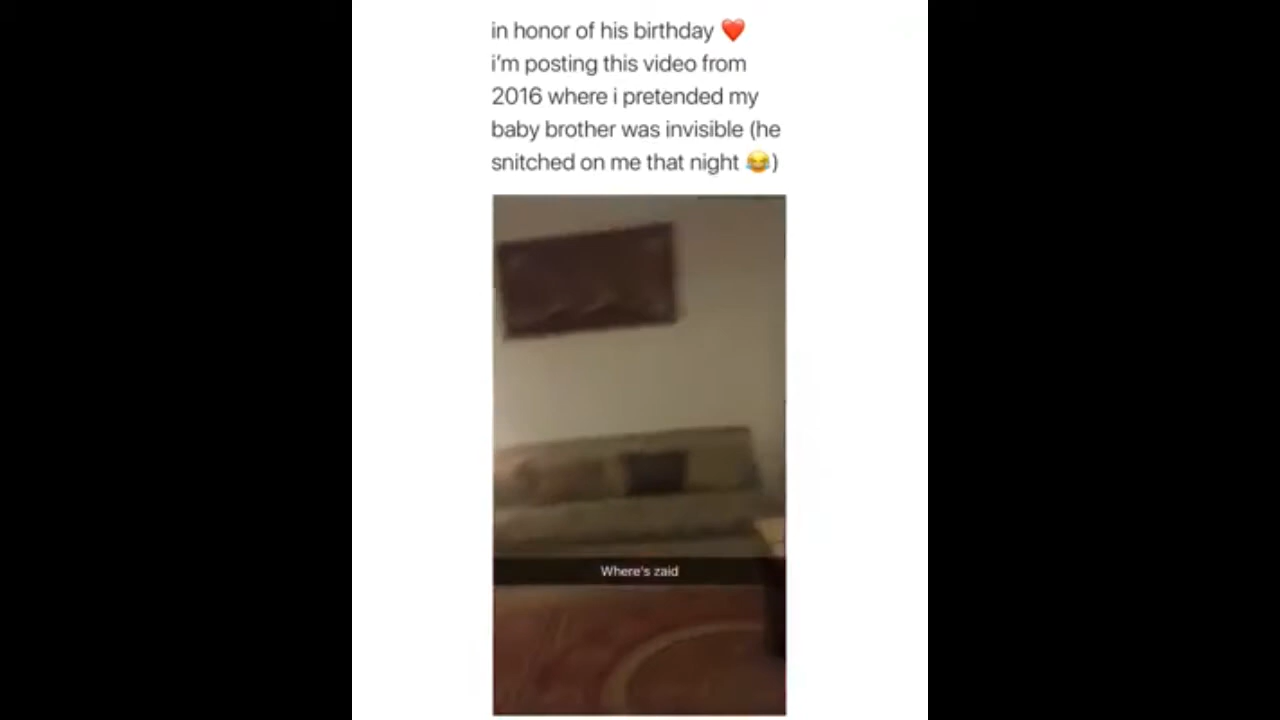 in honor of his birthday ❤️
i'm posting this video from
2016 where i pretended my
baby brother was invisible (he
snitched on me that night 😂)
Where's zaid